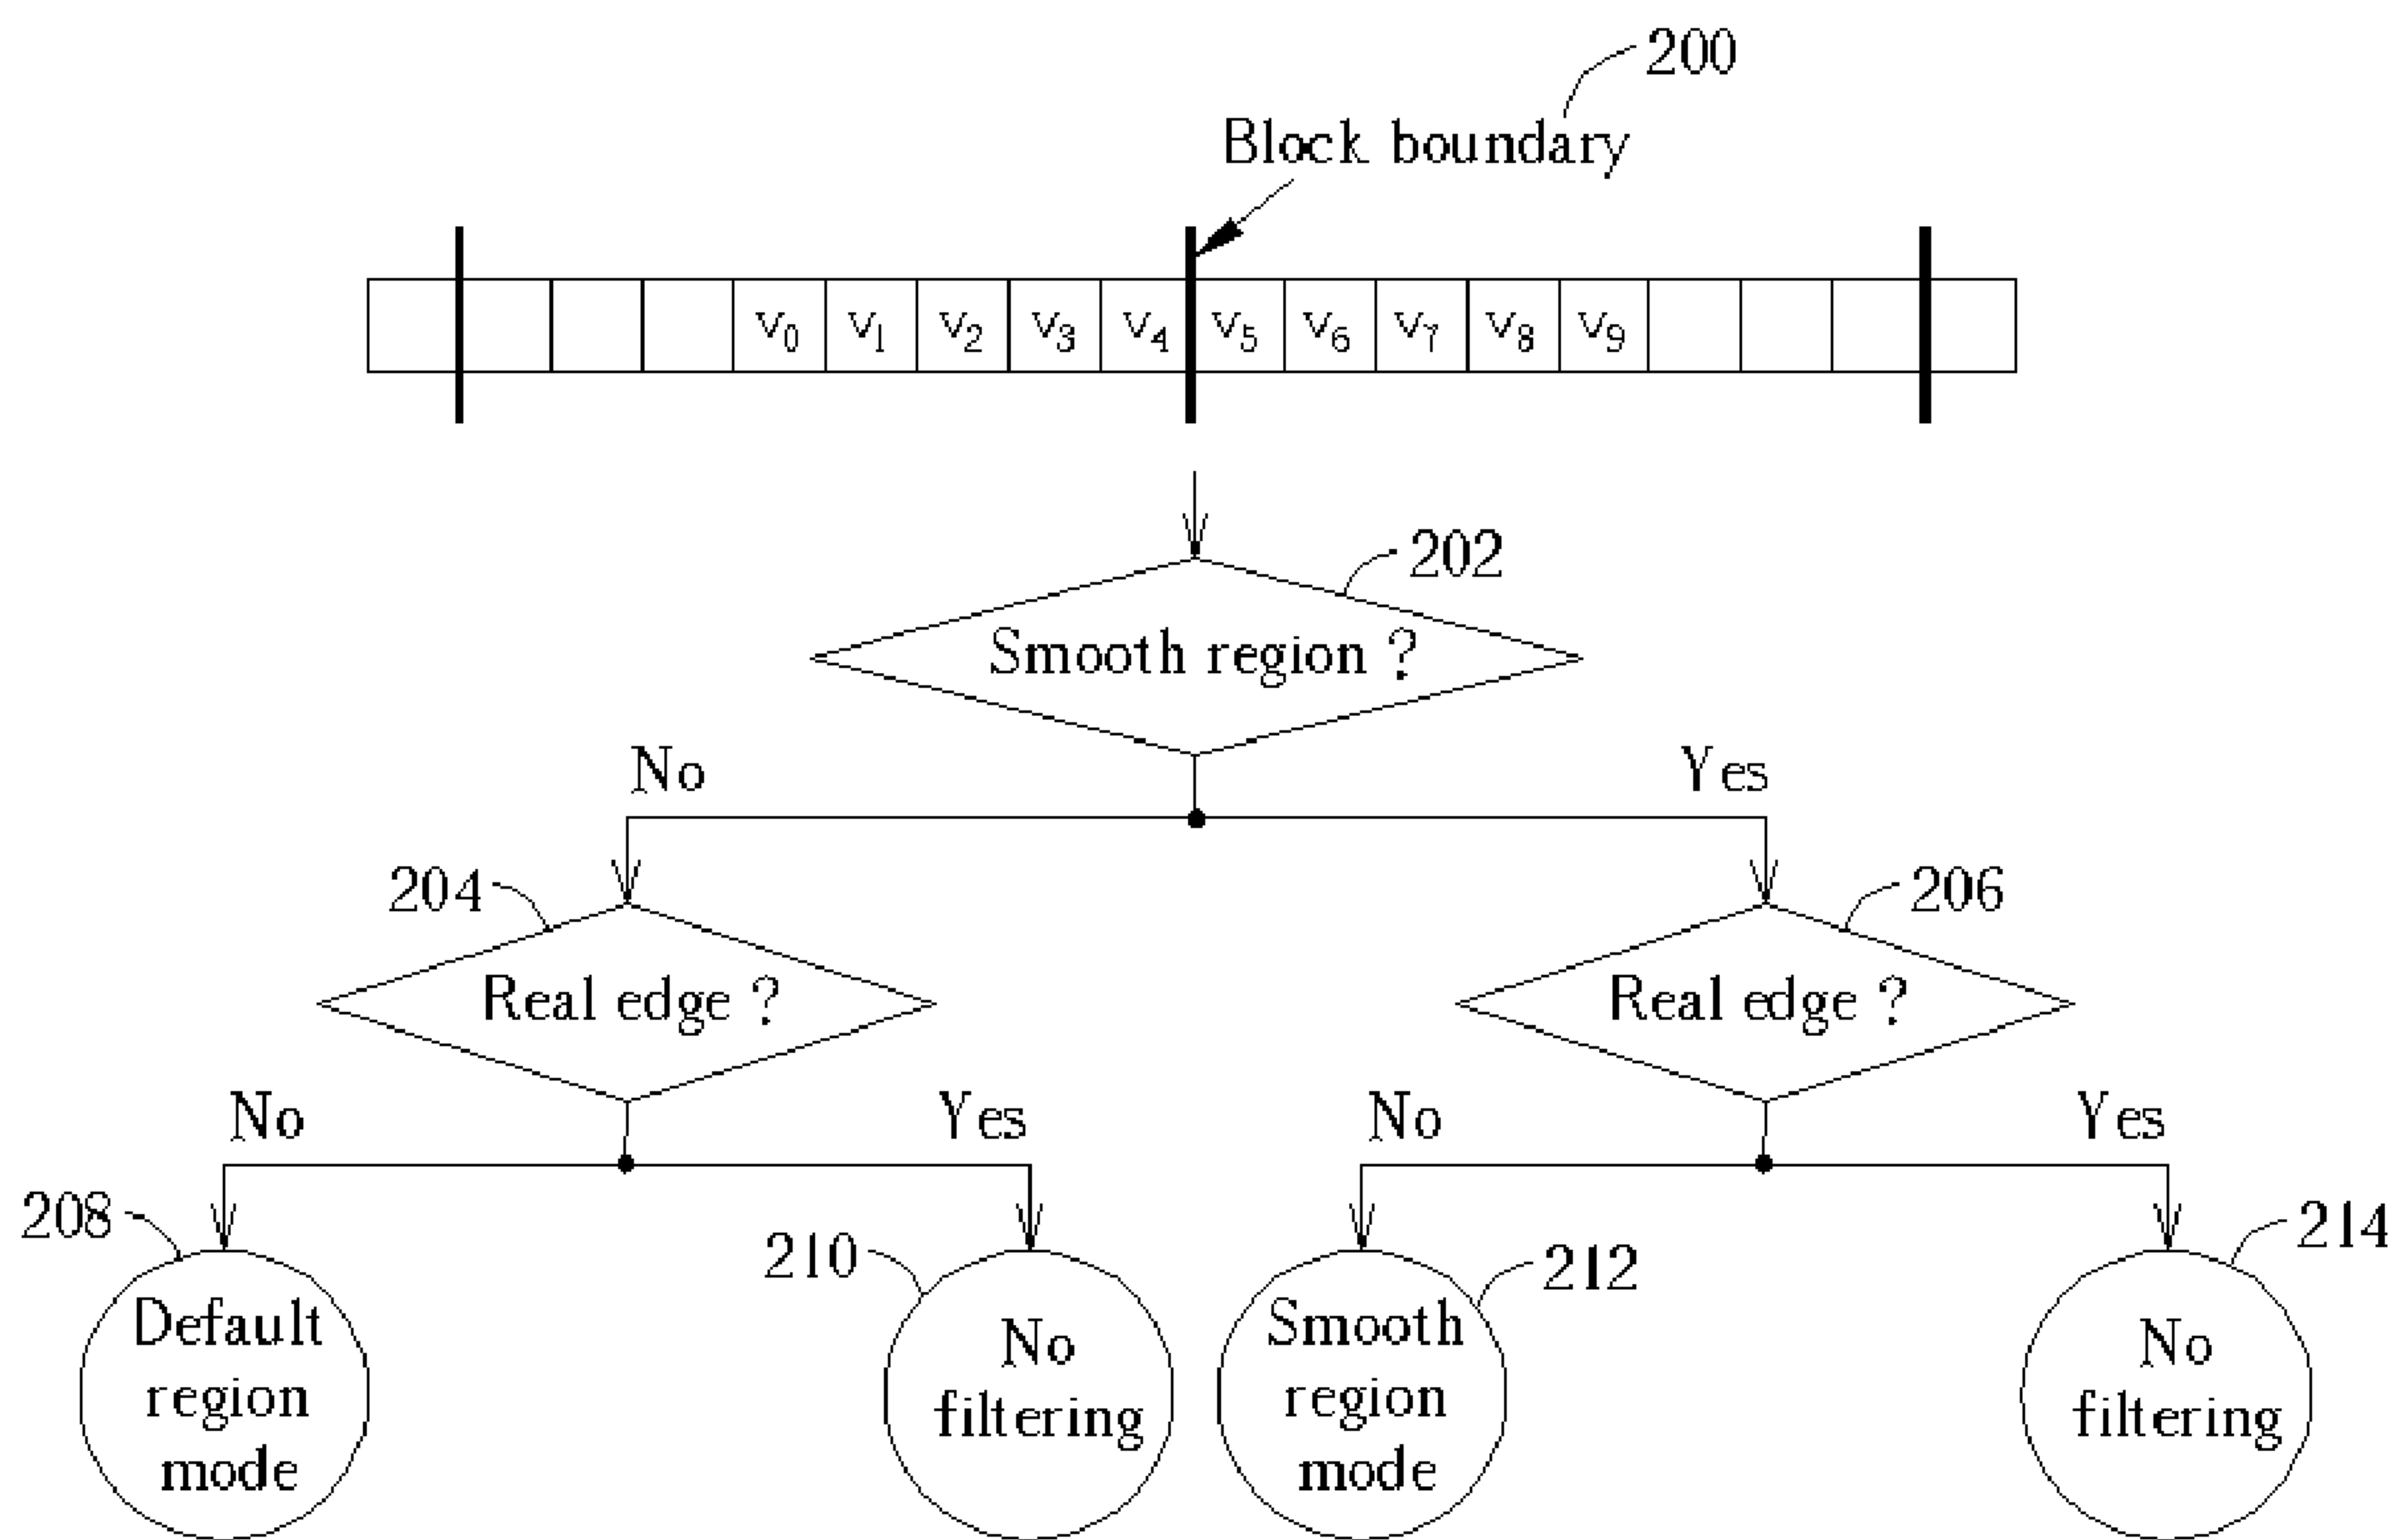 200
Block boundary
v0 v1 v2 v3 v4 v5 v6 v7 v8 v9
202
Smooth region ?
No Yes
204 206
Real edge ? Real edge ?
No Yes No Yes
208 210 212 214
Default
region
mode
No
filtering
Smooth
region
mode
No
filtering